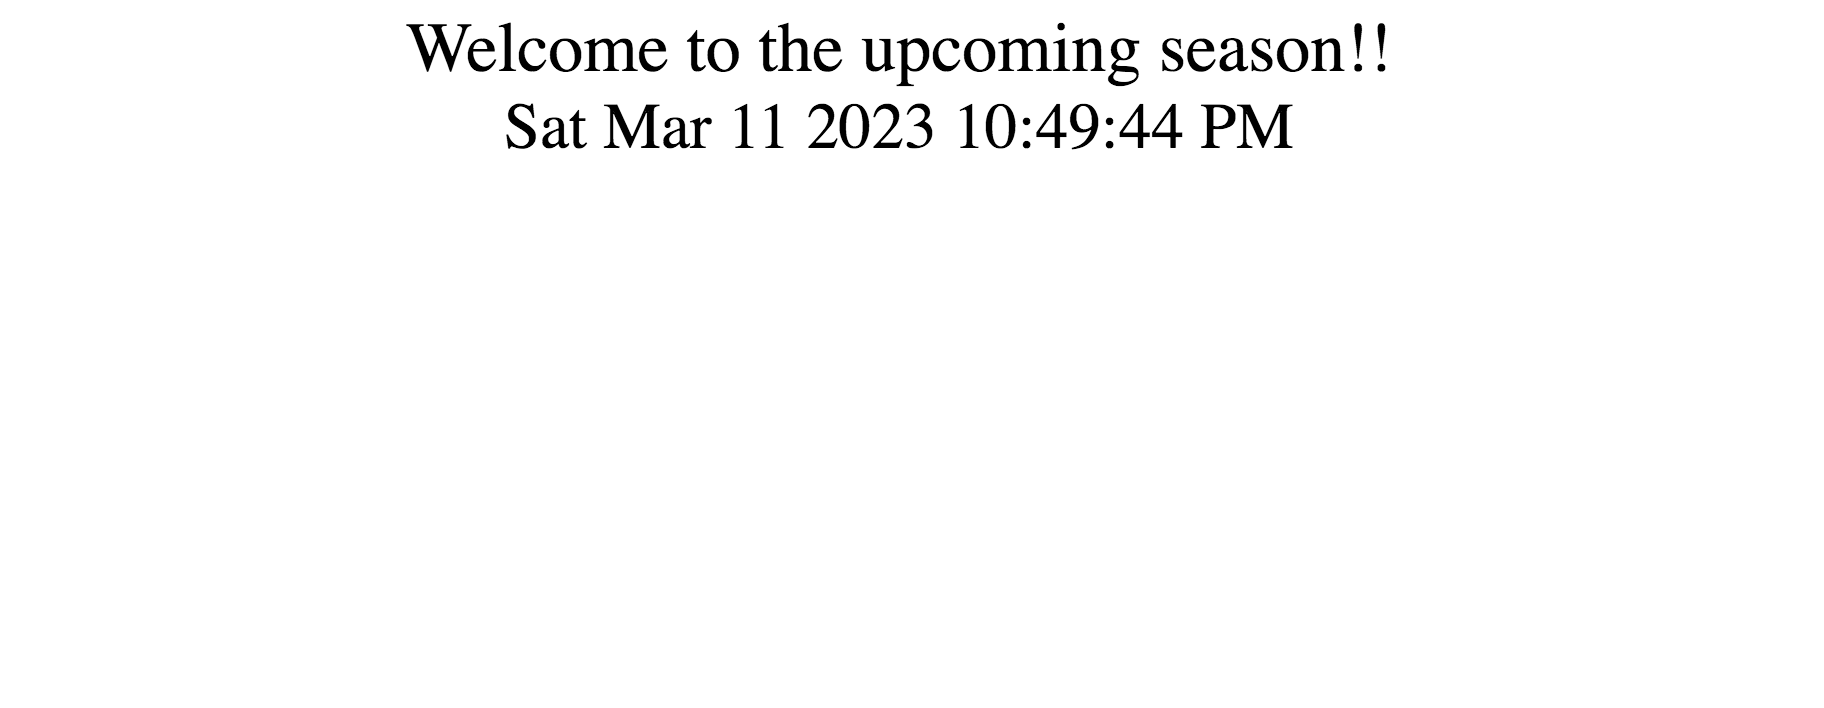 Welcome to the upcoming season!!
Sat Mar 11 2023 10:49:44 PM